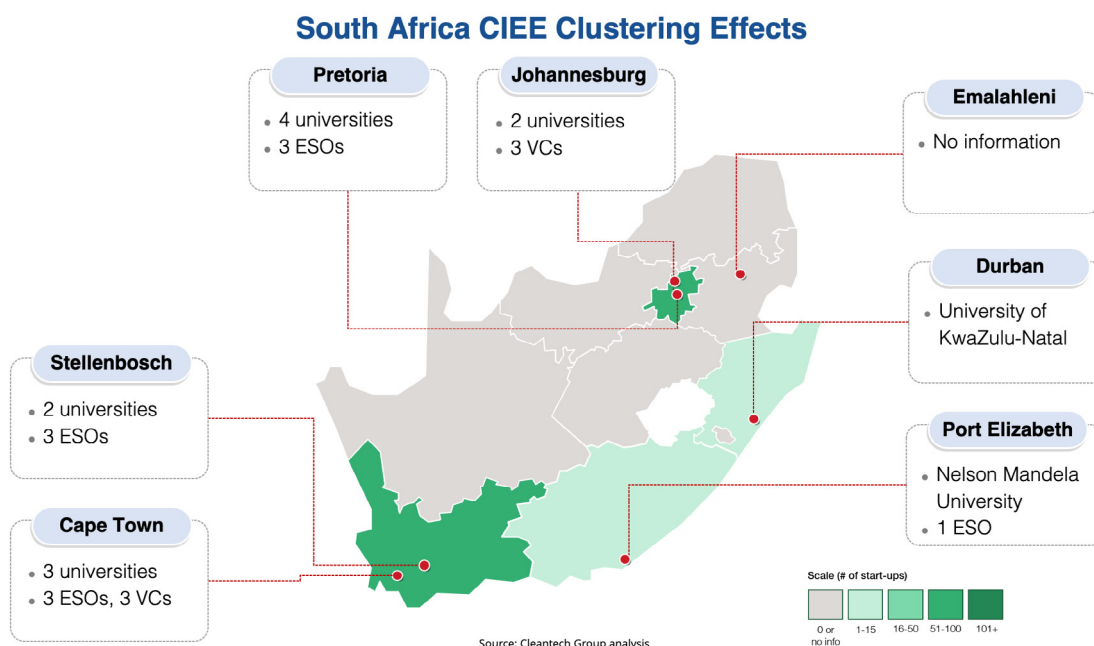 South Africa CIEE Clustering Effects
Pretoria
• 4 universities
• 3 ESOs
Johannesburg
• 2 universities
• 3 VCs
Emalahleni
• No information
Durban
• University of
KwaZulu-Natal
Stellenbosch
• 2 universities
• 3 ESOs
Port Elizabeth
• Nelson Mandela
University
• 1 ESO
Cape Town
• 3 universities
• 3 ESOs, 3 VCs
Scale (# of start-ups)
0 or
no info
1-15
16-50
51-100
101+
Source: Cleantech Group analysis